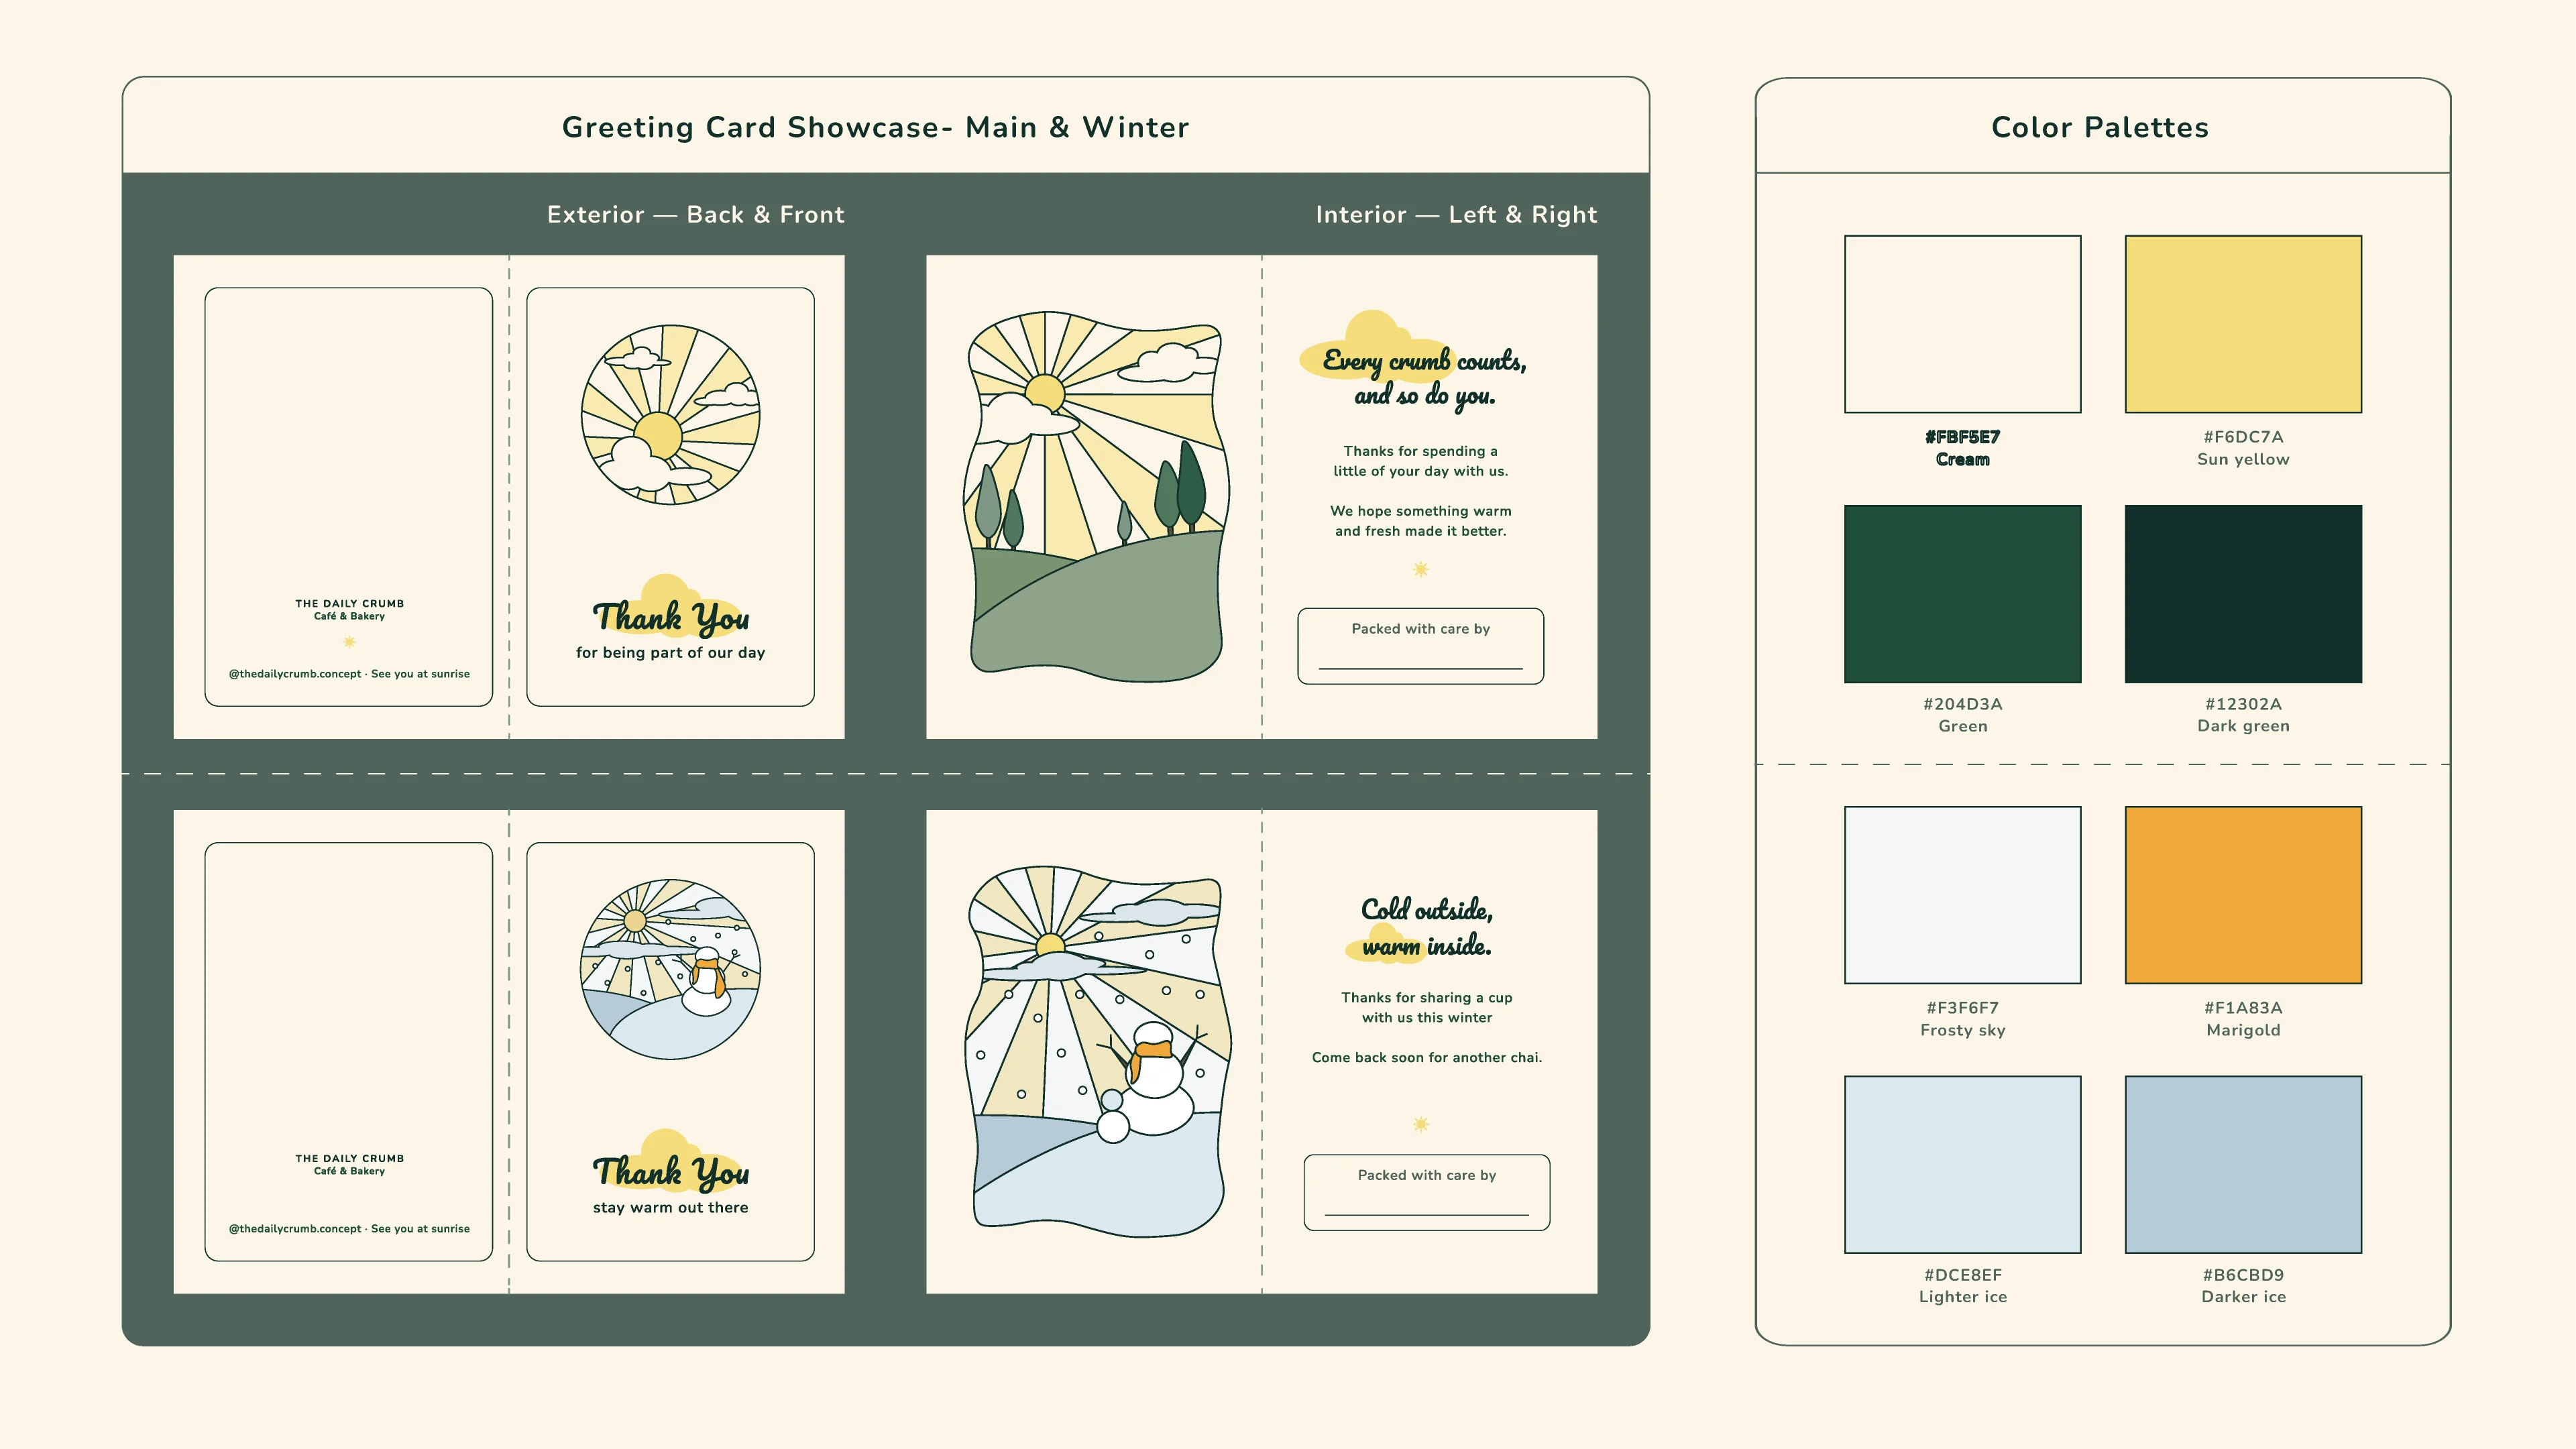 Greeting Card Showcase- Main & Winter
Exterior — Back & Front
Interior — Left & Right
THE DAILY CRUMB
Café & Bakery
@thedailycrumb.concept · See you at sunrise
Thank You
for being part of our day
Every crumb counts,
and so do you.
Thanks for spending a
little of your day with us.
We hope something warm
and fresh made it better.
Packed with care by
THE DAILY CRUMB
Café & Bakery
@thedailycrumb.concept · See you at sunrise
Thank You
stay warm out there
Cold outside,
warm inside.
Thanks for sharing a cup
with us this winter
Come back soon for another chai.
Packed with care by
Color Palettes
#FBF5E7
Cream
#F6DC7A
Sun yellow
#204D3A
Green
#12302A
Dark green
#F3F6F7
Frosty sky
#F1A83A
Marigold
#DCE8EF
Lighter ice
#B6CBD9
Darker ice